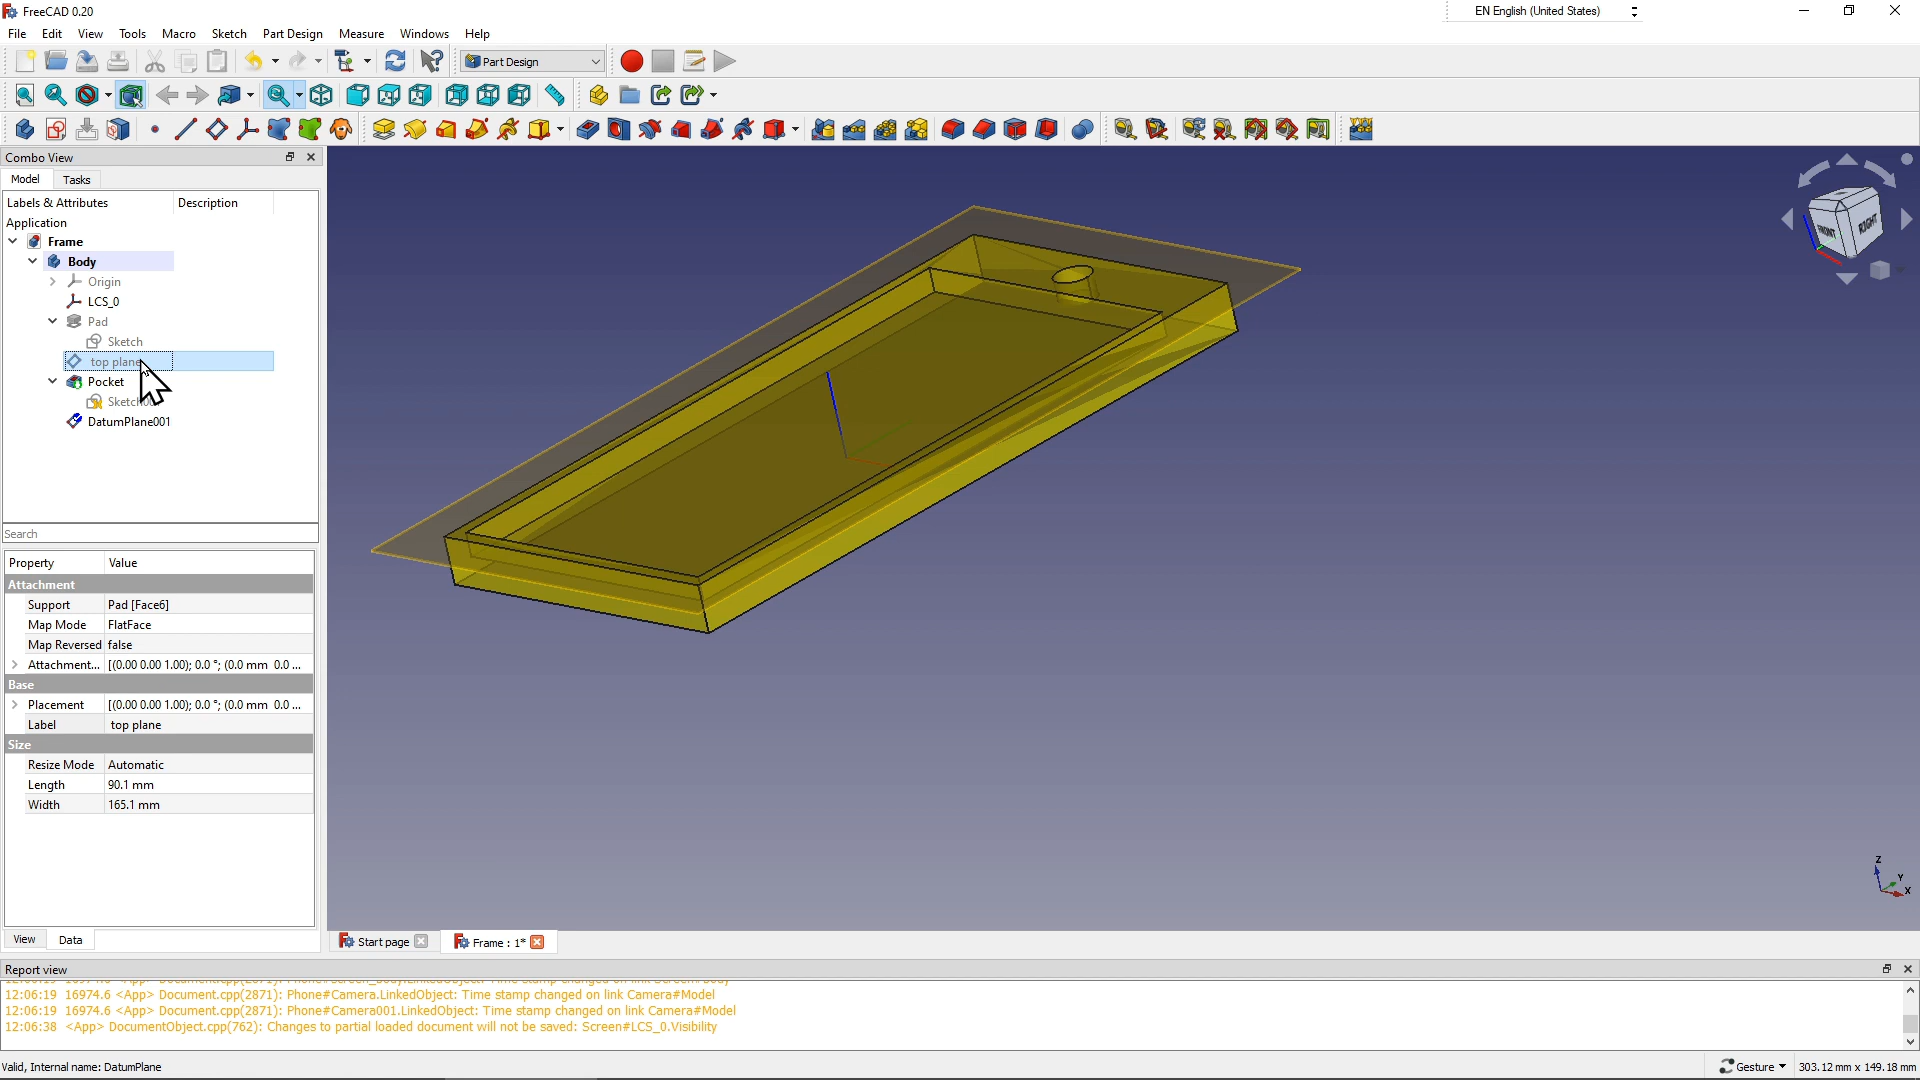 FreeCAD 0.20
EN English (United States)
File Edit View Tools Macro Sketch Part Design Measure Windows Help
Part Design
Combo View
Model Tasks
Labels & Attributes Description
Application
Frame
Body
Origin
LCS_0
Pad
Sketch
top plane
Pocket
DatumPlane001
Search
Property Value
Attachment
Support Pad [Face6]
Map Mode FlatFace
Map Reversed false
Attachment... [(0.00 0.00 1.00); 0.0 °; (0.0 mm 0.0 ...
Base
Placement [(0.00 0.00 1.00); 0.0 °; (0.0 mm 0.0 ...
Label top plane
Size
Resize Mode Automatic
Length 90.1 mm
Width 165.1 mm
View Data
FRONT RIGHT
Z
Y
X
Start page Frame : 1*
Report view
12:06:19 16974.6 <App> Document.cpp(2871): Phone#Camera.LinkedObject: Time stamp changed on link Camera#Model
12:06:19 16974.6 <App> Document.cpp(2871): Phone#Camera001.LinkedObject: Time stamp changed on link Camera#Model
12:06:38 <App> DocumentObject.cpp(762): Changes to partial loaded document will not be saved: Screen#LCS_0.Visibility
Valid, Internal name: DatumPlane
Gesture 303.12 mm x 149.18 mm